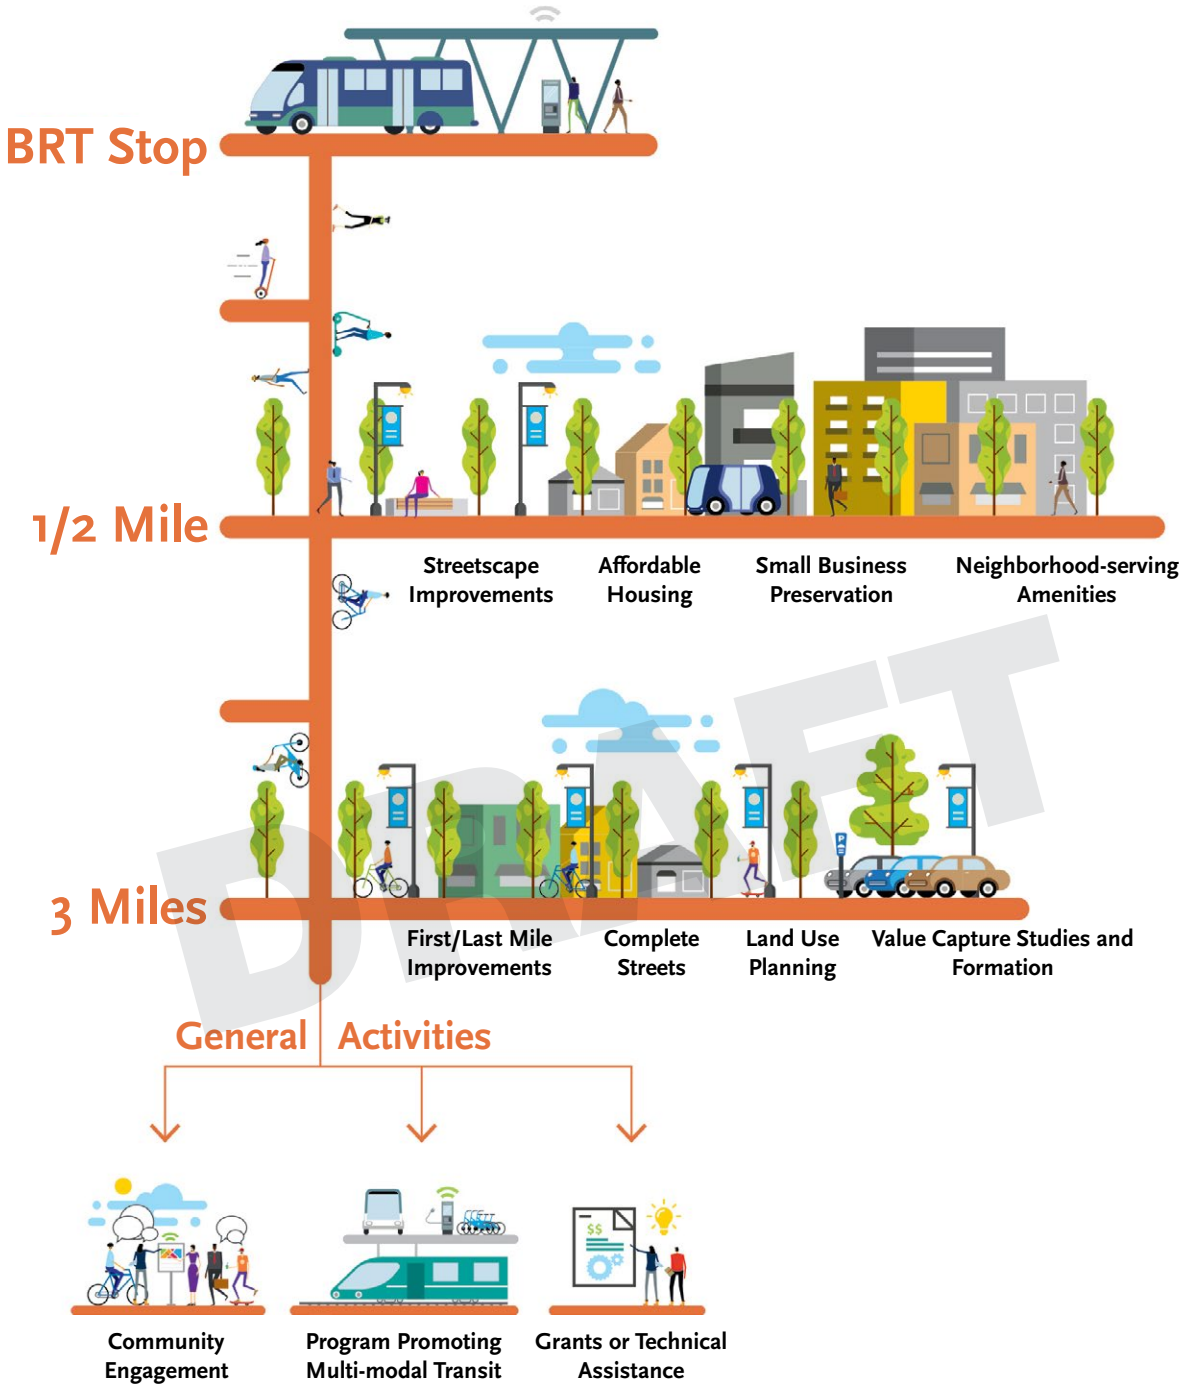 BRT Stop
1/2 Mile
Streetscape
Improvements
Affordable
Housing
Small Business
Preservation
Neighborhood-serving
Amenities
DRAFT
P
3 Miles
First/Last Mile
Improvements
Complete
Streets
Land Use
Planning
Value Capture Studies and
Formation
General Activities
$$
Community
Engagement
Program Promoting
Multi-modal Transit
Grants or Technical
Assistance